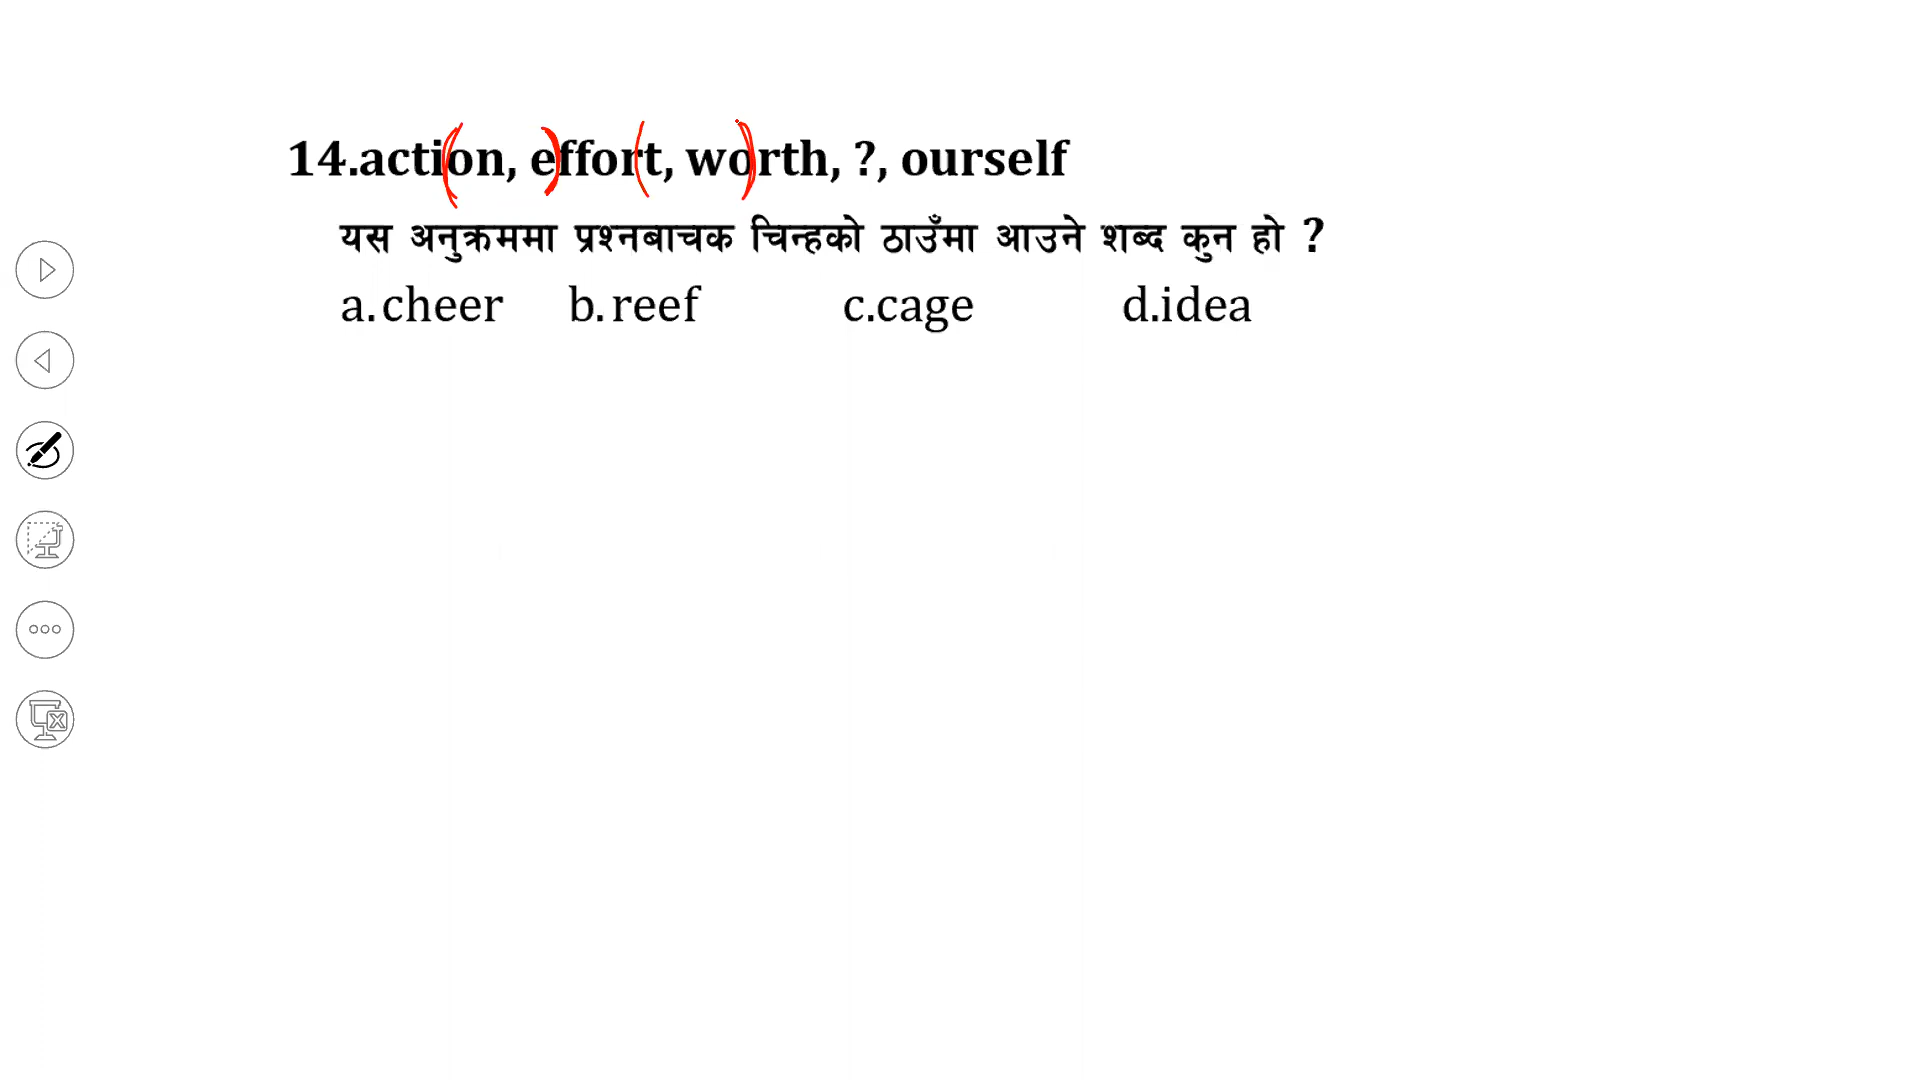 14.action, effort, worth, ?, ourself
यस अनुक्रममा प्रश्नबाचक चिन्हको ठाउँमा आउने शब्द कुन हो ?
a.cheer b.reef c.cage d.idea